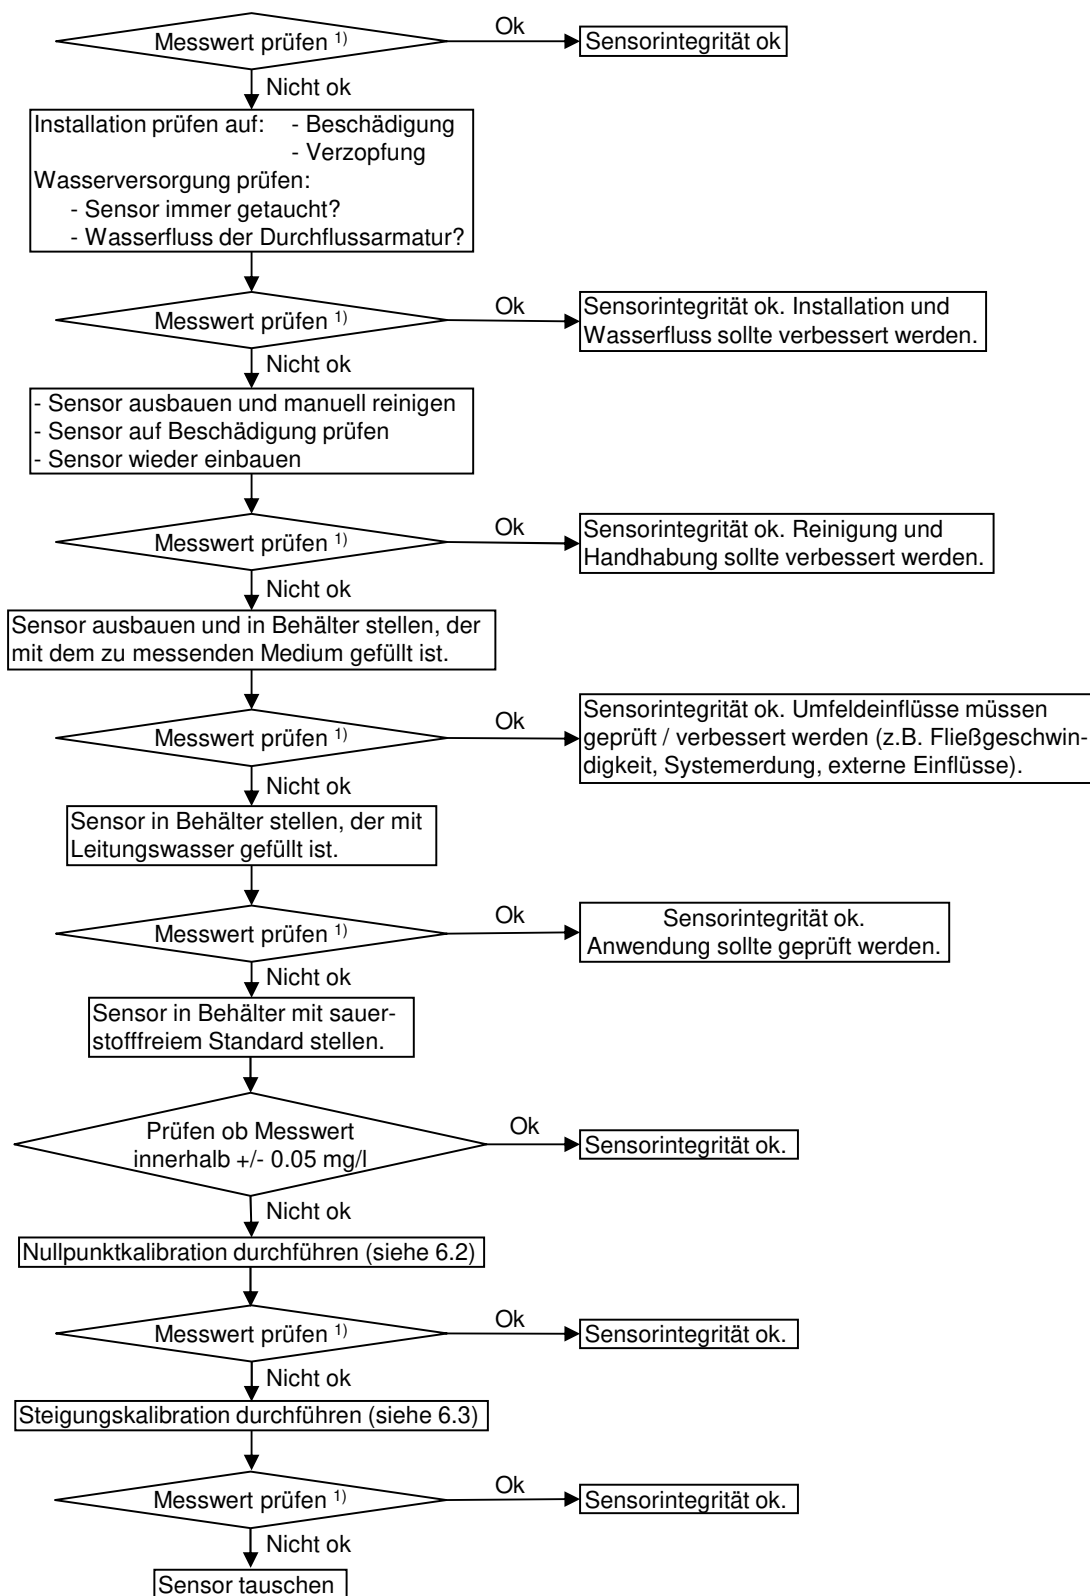 Messwert prüfen 1)
Ok
Sensorintegrität ok
Nicht ok
Installation prüfen auf: - Beschädigung
- Verzopfung
Wasserversorgung prüfen:
- Sensor immer getaucht?
- Wasserfluss der Durchflussarmatur?
Messwert prüfen 1)
Ok
Sensorintegrität ok. Installation und
Wasserfluss sollte verbessert werden.
Nicht ok
- Sensor ausbauen und manuell reinigen
- Sensor auf Beschädigung prüfen
- Sensor wieder einbauen
Messwert prüfen 1)
Ok
Sensorintegrität ok. Reinigung und
Handhabung sollte verbessert werden.
Nicht ok
Sensor ausbauen und in Behälter stellen, der
mit dem zu messenden Medium gefüllt ist.
Messwert prüfen 1)
Ok
Sensorintegrität ok. Umfeldeinflüsse müssen
geprüft / verbessert werden (z.B. Fließgeschwin-
digkeit, Systemerdung, externe Einflüsse).
Nicht ok
Sensor in Behälter stellen, der mit
Leitungswasser gefüllt ist.
Messwert prüfen 1)
Ok
Sensorintegrität ok.
Anwendung sollte geprüft werden.
Nicht ok
Sensor in Behälter mit sauer-
stofffreiem Standard stellen.
Prüfen ob Messwert
innerhalb +/- 0.05 mg/l
Ok
Sensorintegrität ok.
Nicht ok
Nullpunktkalibration durchführen (siehe 6.2)
Messwert prüfen 1)
Ok
Sensorintegrität ok.
Nicht ok
Steigungskalibration durchführen (siehe 6.3)
Messwert prüfen 1)
Ok
Sensorintegrität ok.
Nicht ok
Sensor tauschen